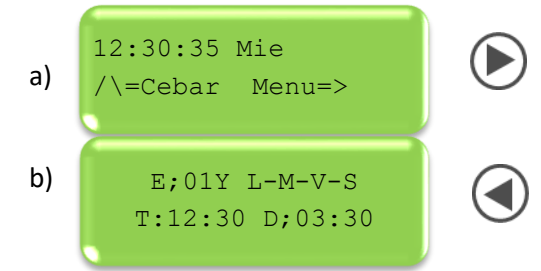 a)
12:30:35 Mie
/\=Cebar  Menu=>
b)
E;01Y L-M-V-S
T:12:30 D;03:30